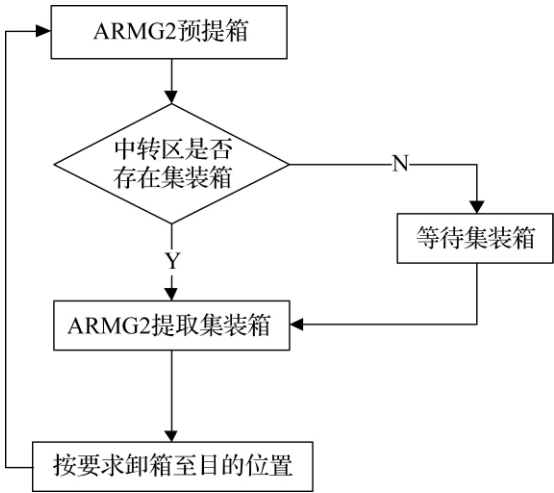 ARMG2预提箱
中转区是否
存在集装箱
N
等待集装箱
Y
ARMG2提取集装箱
按要求卸箱至目的位置